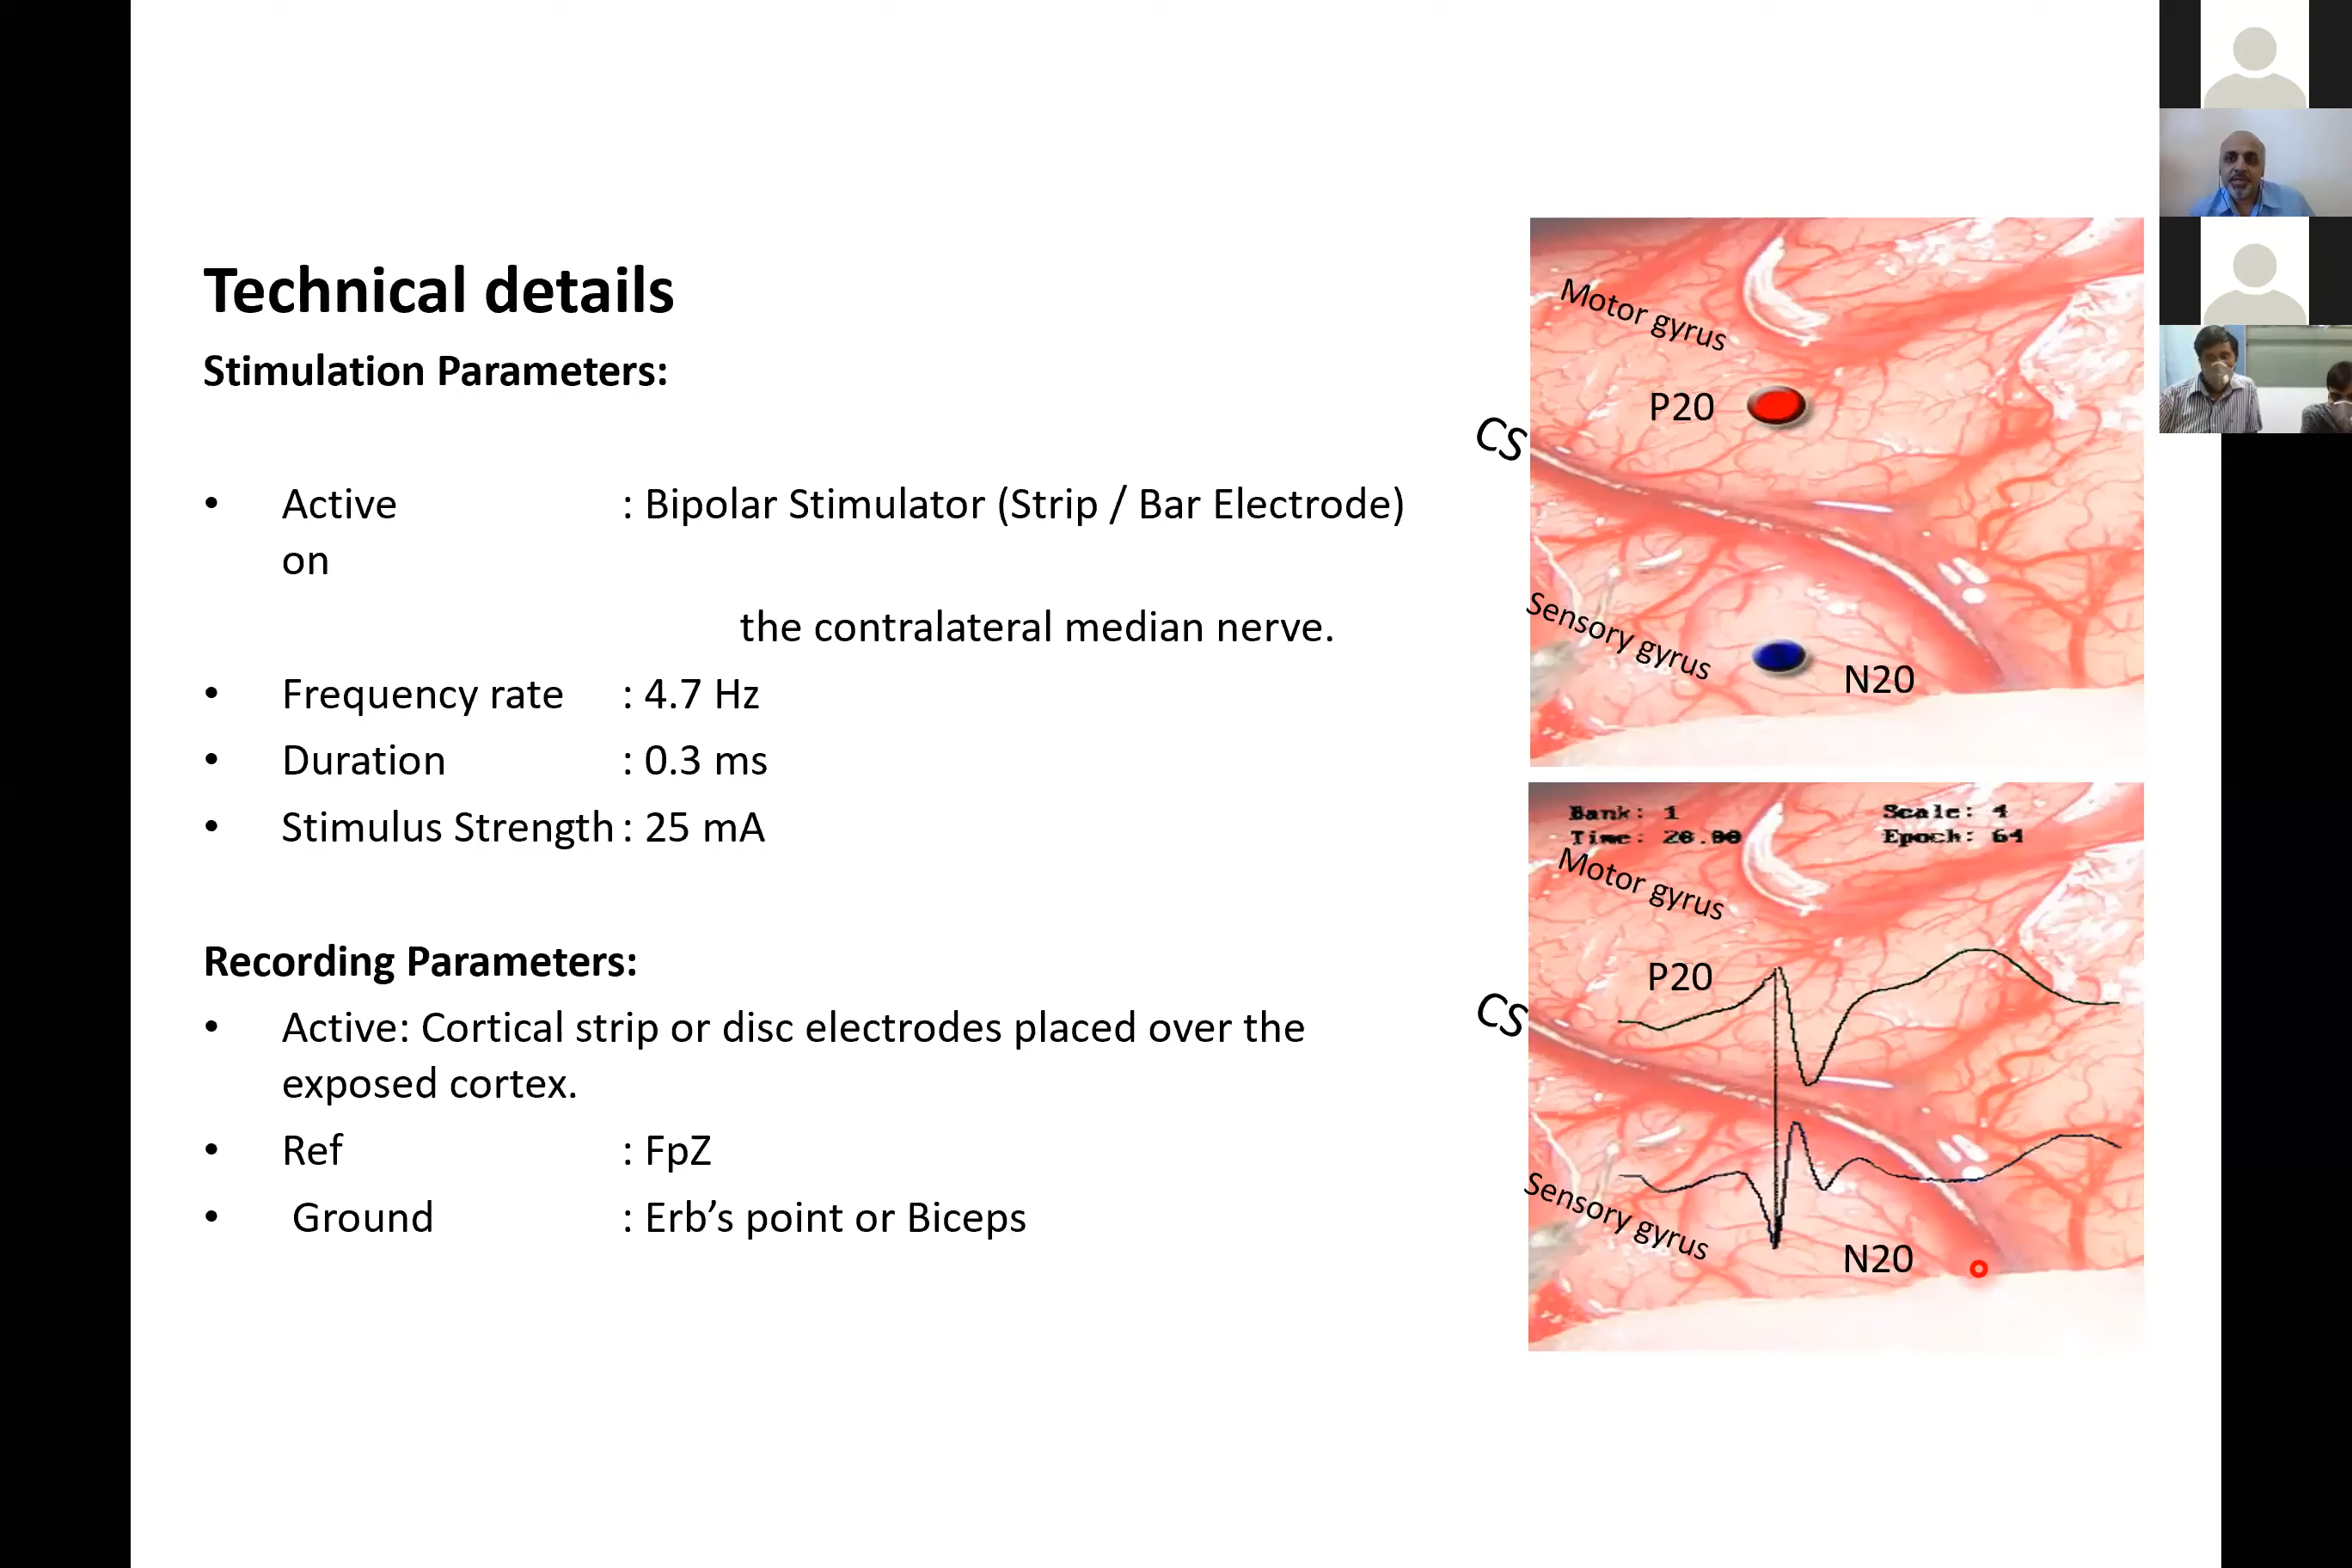 Technical details
Stimulation Parameters:
• Active : Bipolar Stimulator (Strip / Bar Electrode)
on
the contralateral median nerve.
• Frequency rate : 4.7 Hz
• Duration : 0.3 ms
• Stimulus Strength : 25 mA
Recording Parameters:
• Active: Cortical strip or disc electrodes placed over the
exposed cortex.
• Ref : FpZ
• Ground : Erb’s point or Biceps
Motor gyrus
P20
CS
Sensory gyrus
N20
Bank: 1 Scale: 4
Time: 20.00 Epoch: 64
Motor gyrus
P20
CS
Sensory gyrus
N20